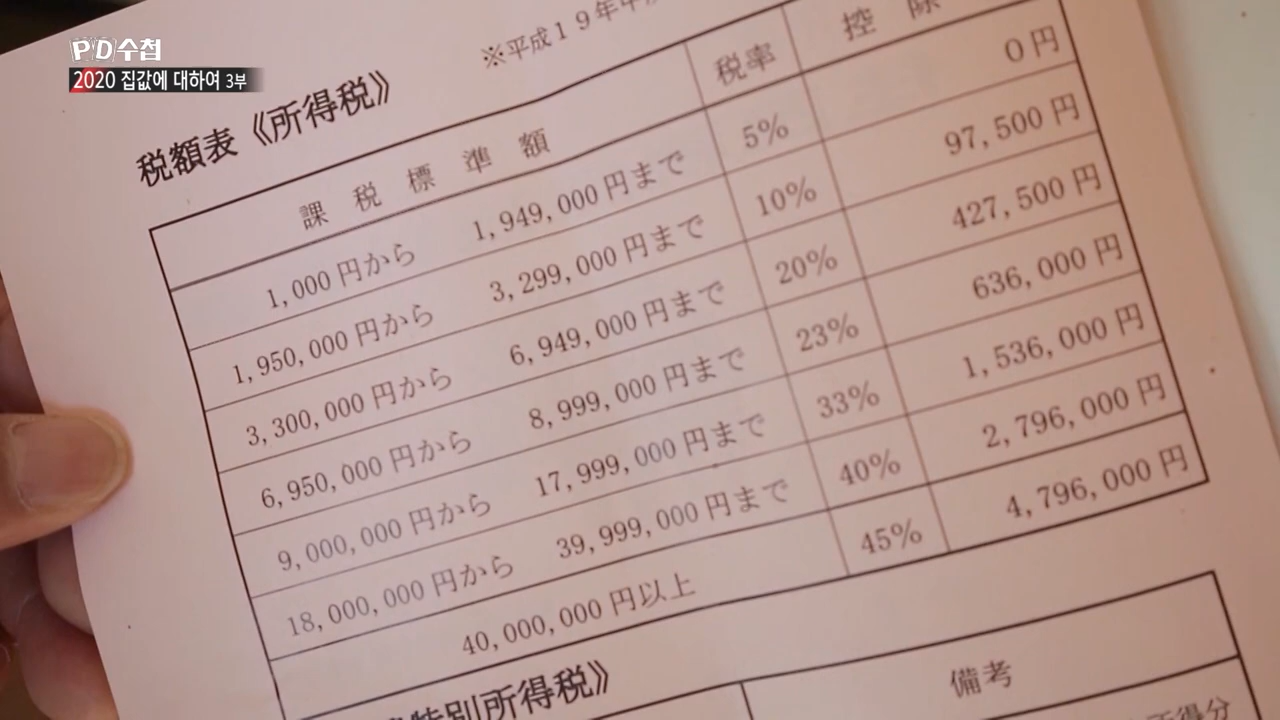 PD수첩
2020 집값에 대하여 3부
※平成19年
税額表《所得税》
課税標準額 税率 控除
1,000円から 1,949,000円まで 5% 0円
1,950,000円から 3,299,000円まで 10% 97,500円
3,300,000円から 6,949,000円まで 20% 427,500円
6,950,000円から 8,999,000円まで 23% 636,000円
9,000,000円から 17,999,000円まで 33% 1,536,000円
18,000,000円から 39,999,000円まで 40% 2,796,000円
40,000,000円以上 45% 4,796,000円
特別所得税》
備考
所得分